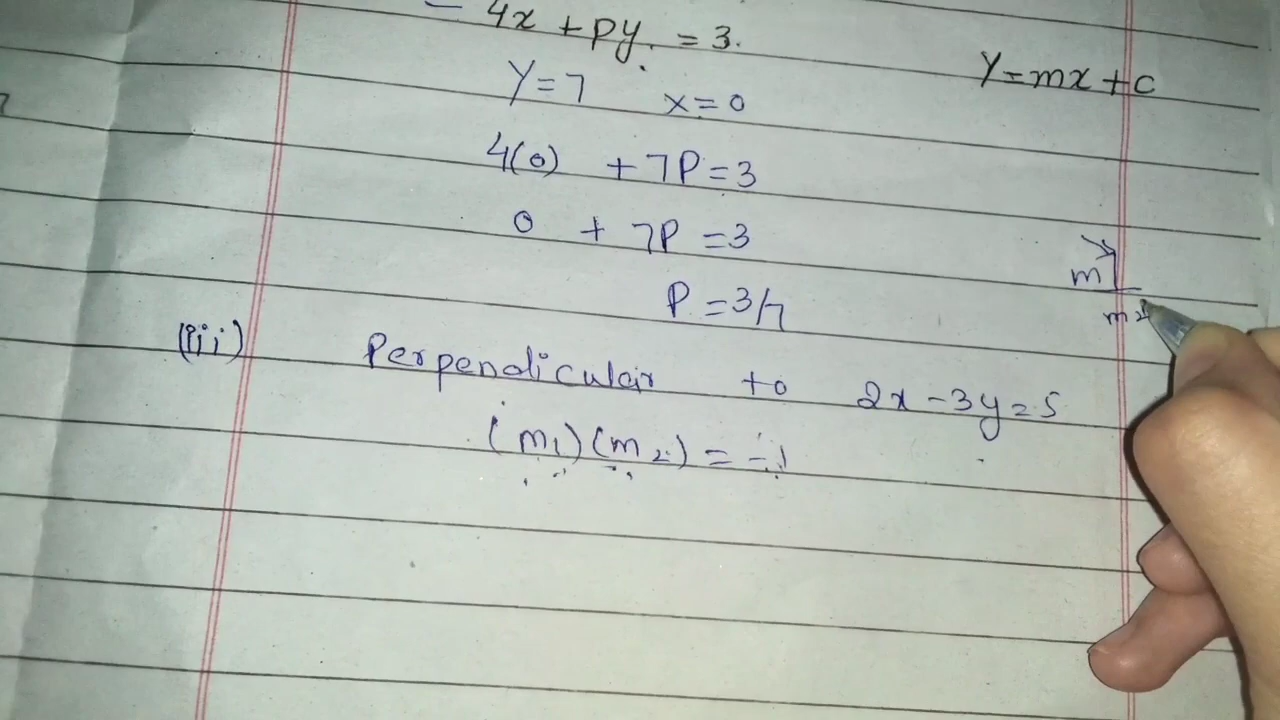 4x + py = 3.
y = mx + c
y = 7 x = 0
4(0) + 7P = 3
0 + 7P = 3
m
P = 3/7
m2
(iii) Perpendicular to 2x - 3y = 5
(m1)(m2) = -1